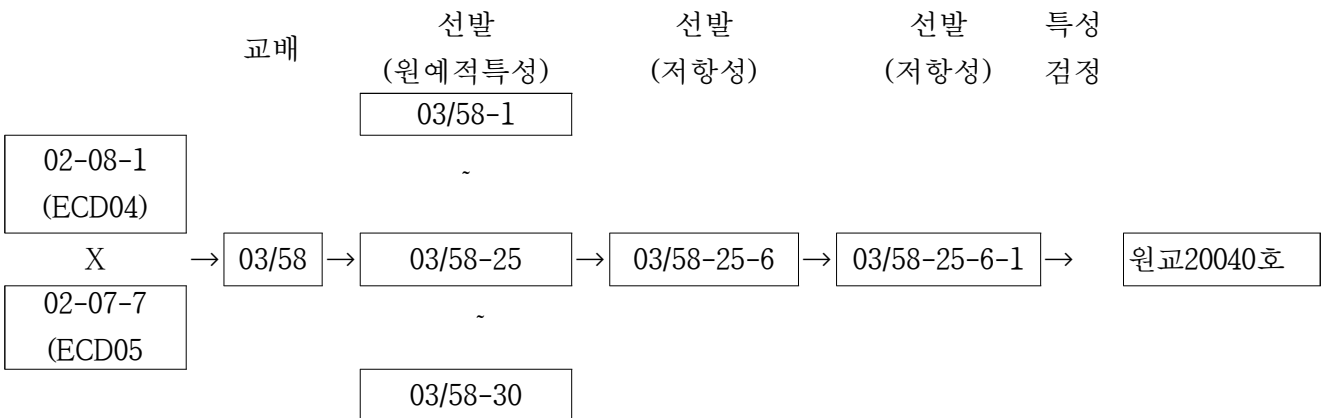 교배
선발
(원예적특성)
선발
(저항성)
선발
(저항성)
특성
검정
03/58-1
02-08-1
(ECD04)
~
X → 03/58 → 03/58-25 → 03/58-25-6 → 03/58-25-6-1 → 원교20040호
02-07-7
(ECD05
~
03/58-30